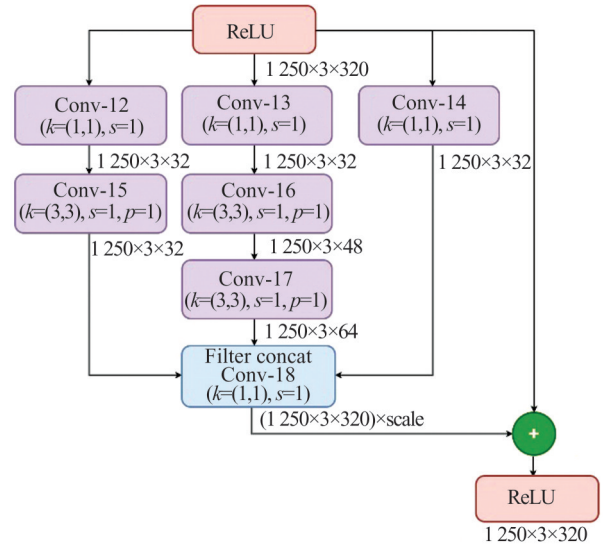 ReLU
1 250×3×320
Conv-12
(k=(1,1), s=1)
Conv-13
(k=(1,1), s=1)
Conv-14
(k=(1,1), s=1)
1 250×3×32
1 250×3×32
1 250×3×32
Conv-15
(k=(3,3), s=1, p=1)
Conv-16
(k=(3,3), s=1, p=1)
1 250×3×32
1 250×3×48
Conv-17
(k=(3,3), s=1, p=1)
1 250×3×64
Filter concat
Conv-18
(k=(1,1), s=1)
(1 250×3×320)×scale
+
ReLU
1 250×3×320